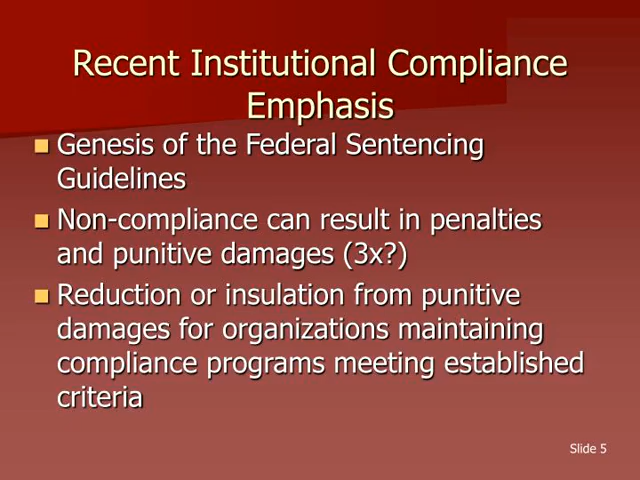 Recent Institutional Compliance
Emphasis
Genesis of the Federal Sentencing
Guidelines
Non-compliance can result in penalties
and punitive damages (3x?)
Reduction or insulation from punitive
damages for organizations maintaining
compliance programs meeting established
criteria
Slide 5